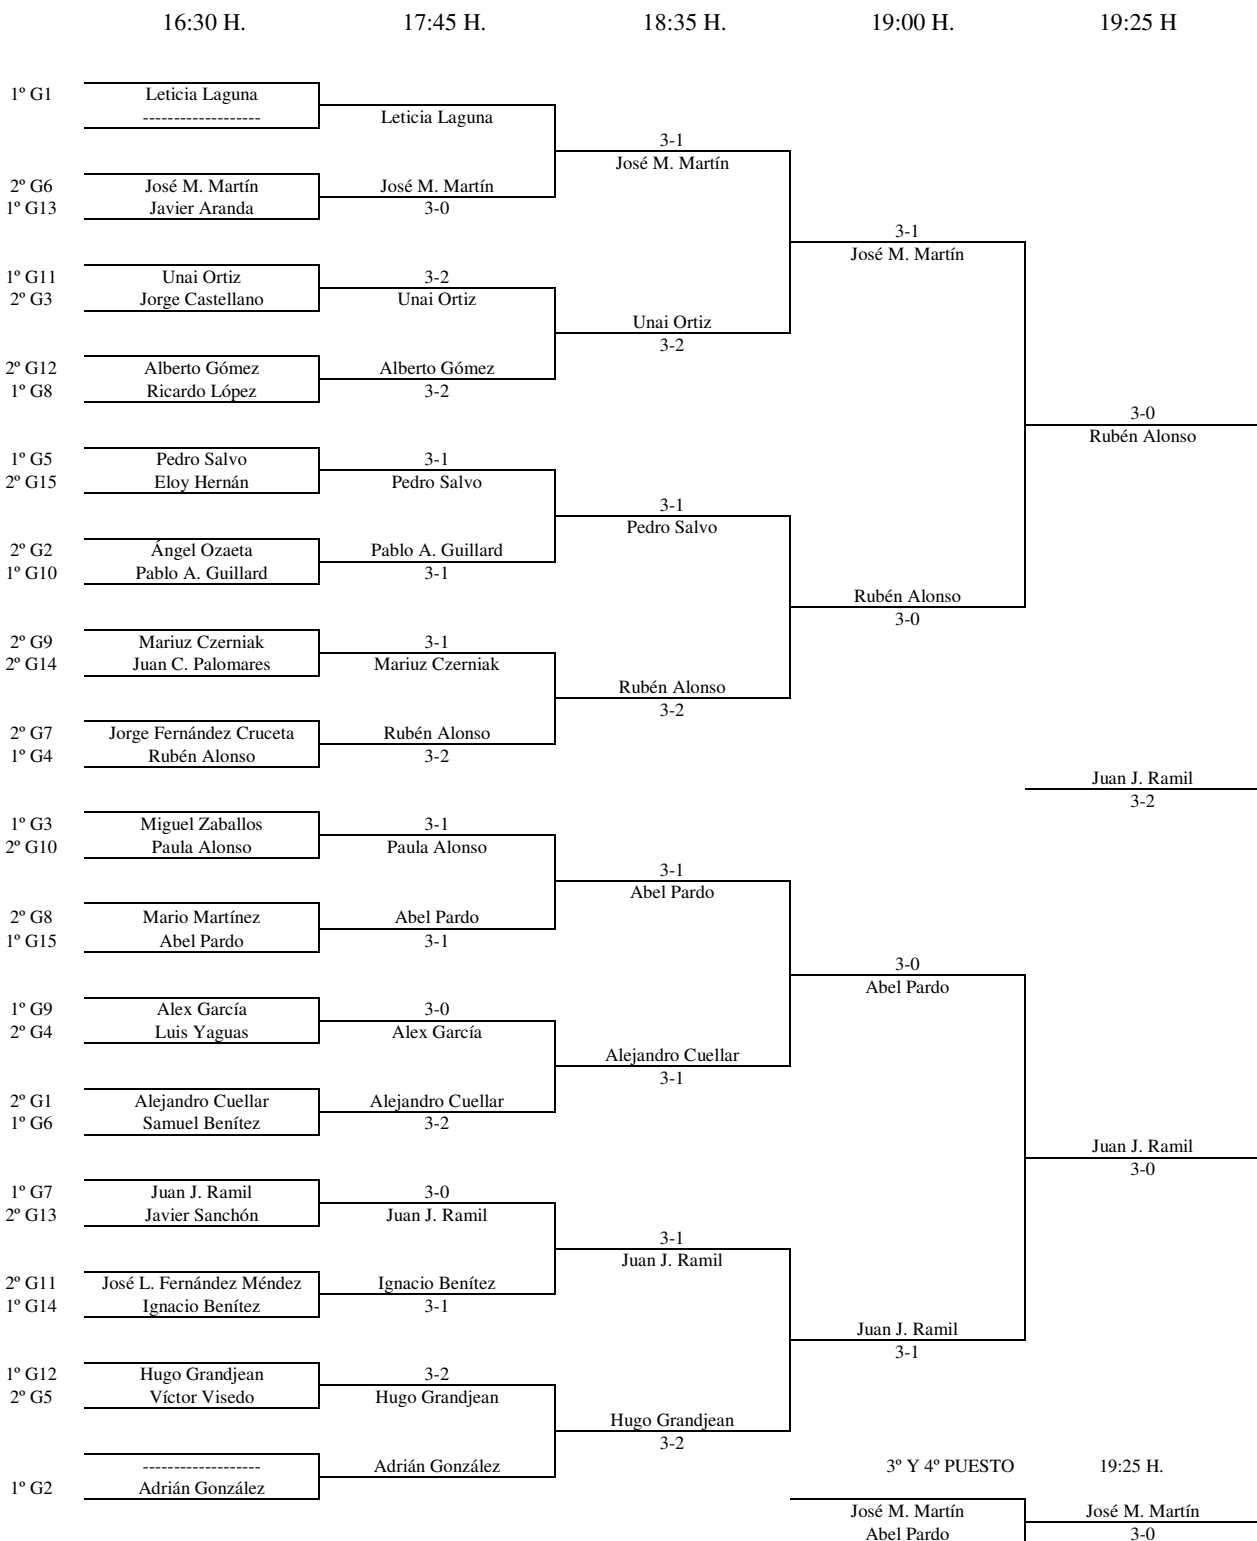 16:30 H. 17:45 H. 18:35 H. 19:00 H. 19:25 H
1º G1 Leticia Laguna
-------------------
Leticia Laguna
3-1
José M. Martín
2º G6 José M. Martín José M. Martín
1º G13 Javier Aranda 3-0
3-1
José M. Martín
1º G11 Unai Ortiz 3-2
2º G3 Jorge Castellano Unai Ortiz
Unai Ortiz
3-2
2º G12 Alberto Gómez Alberto Gómez
1º G8 Ricardo López 3-2
3-0
Rubén Alonso
1º G5 Pedro Salvo 3-1
2º G15 Eloy Hernán Pedro Salvo
3-1
Pedro Salvo
2º G2 Ángel Ozaeta Pablo A. Guillard
1º G10 Pablo A. Guillard 3-1
Rubén Alonso
3-0
2º G9 Mariuz Czerniak 3-1
2º G14 Juan C. Palomares Mariuz Czerniak
Rubén Alonso
3-2
2º G7 Jorge Fernández Cruceta Rubén Alonso
1º G4 Rubén Alonso 3-2
Juan J. Ramil
3-2
1º G3 Miguel Zaballos 3-1
2º G10 Paula Alonso Paula Alonso
3-1
Abel Pardo
2º G8 Mario Martínez Abel Pardo
1º G15 Abel Pardo 3-1
3-0
Abel Pardo
1º G9 Alex García 3-0
2º G4 Luis Yaguas Alex García
Alejandro Cuellar
3-1
2º G1 Alejandro Cuellar Alejandro Cuellar
1º G6 Samuel Benítez 3-2
Juan J. Ramil
3-0
1º G7 Juan J. Ramil 3-0
2º G13 Javier Sanchón Juan J. Ramil
3-1
Juan J. Ramil
2º G11 José L. Fernández Méndez Ignacio Benítez
1º G14 Ignacio Benítez 3-1
Juan J. Ramil
3-1
1º G12 Hugo Grandjean 3-2
2º G5 Víctor Visedo Hugo Grandjean
Hugo Grandjean
3-2
------------------- Adrián González 3º Y 4º PUESTO 19:25 H.
1º G2 Adrián González
José M. Martín José M. Martín
Abel Pardo 3-0